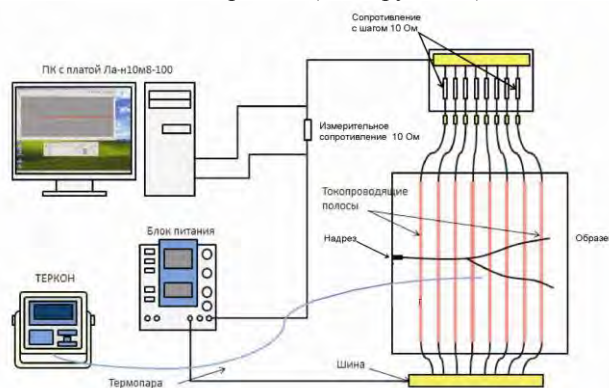 Сопротивление
с шагом 10 Ом
ПК с платой Ла-н10м8-100
Измерительное
сопротивление 10 Ом
Токопроводящие
полосы
Блок питания
Надрез
Образе
ТЕРКОН
Термопара
Шина